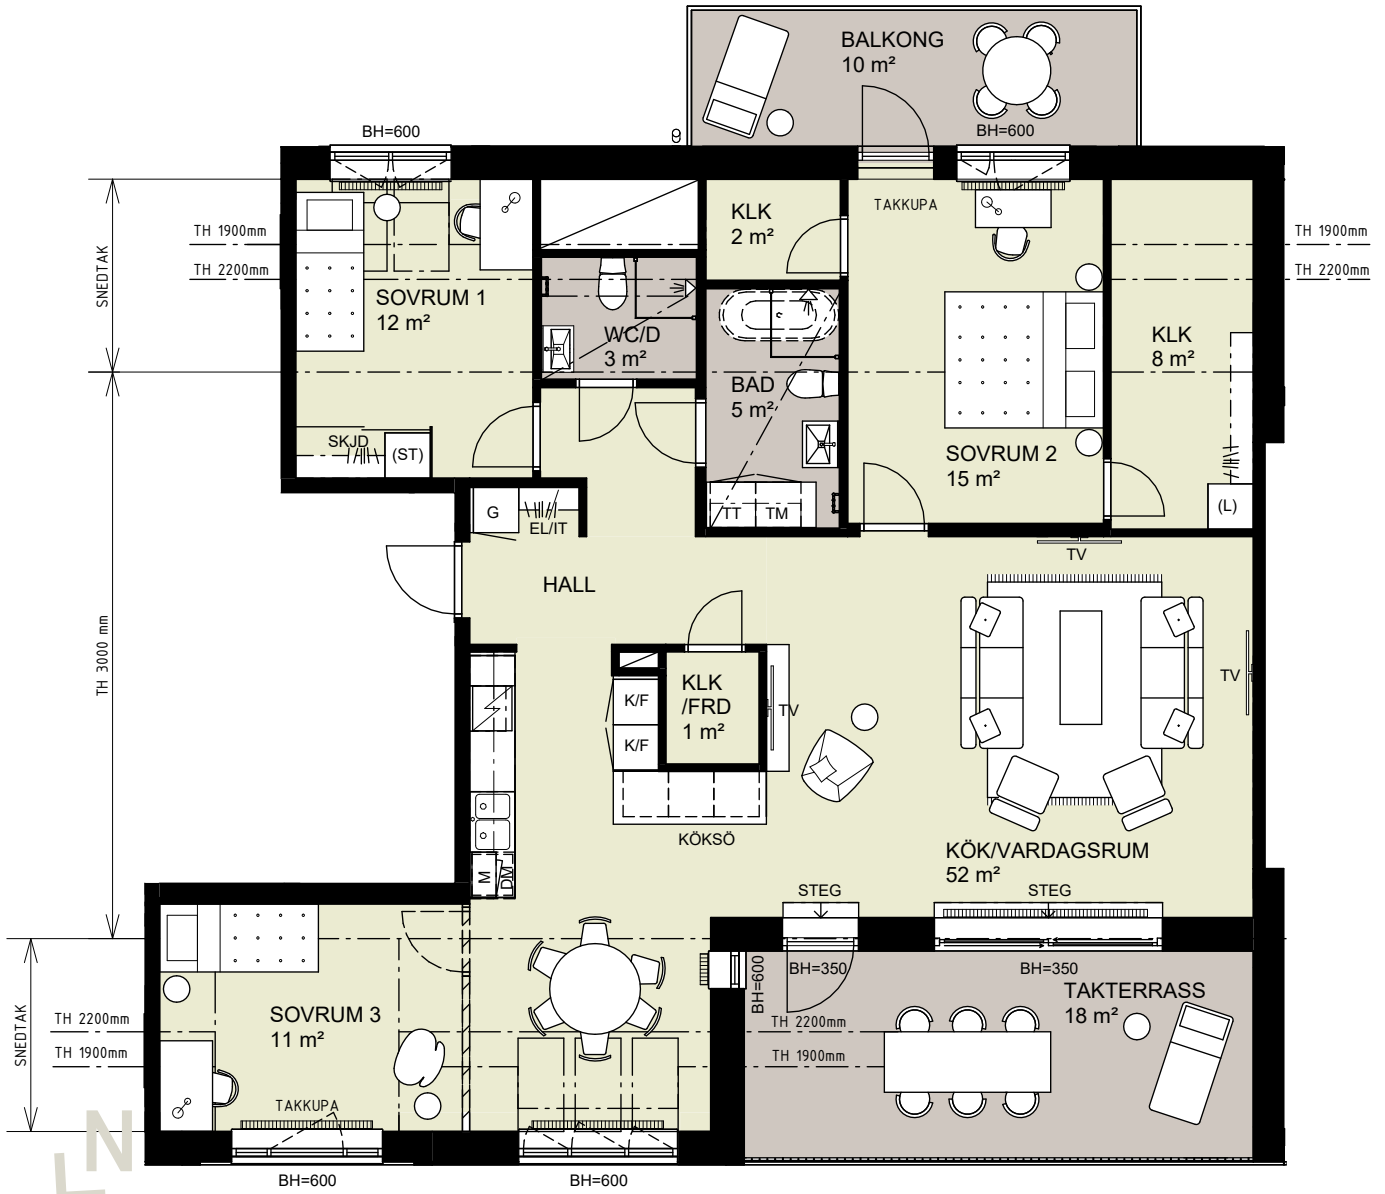 BALKONG
10 m²
BH=600
BH=600
TAKKUPA
KLK
2 m²
TH 1900mm
TH 2200mm
TH 1900mm
TH 2200mm
SNEDTAK
SOVRUM 1
12 m²
WC/D
3 m²
KLK
8 m²
BAD
5 m²
SKJD
(ST)
SOVRUM 2
15 m²
G
EL/IT
TT
TM
(L)
TV
HALL
TH 3000 mm
KLK
/FRD
1 m²
K/F
K/F
TV
TV
KÖKSÖ
M
DM
KÖK/VARDAGSRUM
52 m²
STEG
STEG
BH=600
BH=350
BH=350
TAKTERRASS
18 m²
SOVRUM 3
11 m²
TH 2200mm
TH 1900mm
TH 2200mm
TH 1900mm
SNEDTAK
TAKKUPA
N
BH=600
BH=600